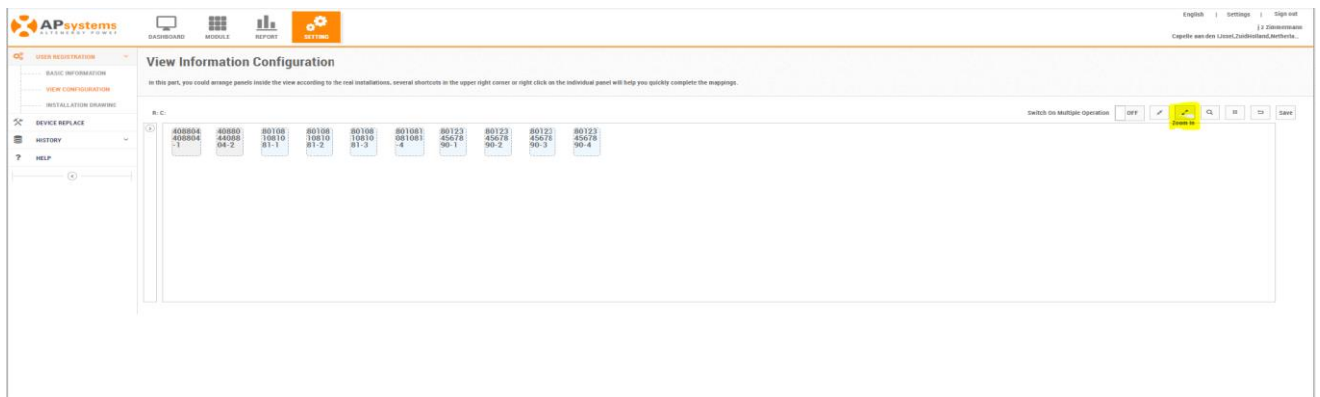 English | Settings | Sign out
APsystems
ALTENERGY POWER
DASHBOARD
MODULE
REPORT
SETTING
j z Zimmermann
Capelle aan den IJssel,ZuidHolland,Netherla...
USER REGISTRATION
BASIC INFORMATION
VIEW CONFIGURATION
INSTALLATION DRAWING
DEVICE REPLACE
HISTORY
? HELP
View Information Configuration
In this part, you could arrange panels inside the view according to the real installations, several shortcuts in the upper right corner or right click on the individual panel will help you quickly complete the mappings.
R: C:
Switch On Multiple Operation OFF
Save
Zoom In
408804
408804
-1
40880
44088
04-2
80108
10810
81-1
80108
10810
81-2
80108
10810
81-3
801081
081081
-4
80123
45678
90-1
80123
45678
90-2
80123
45678
90-3
80123
45678
90-4